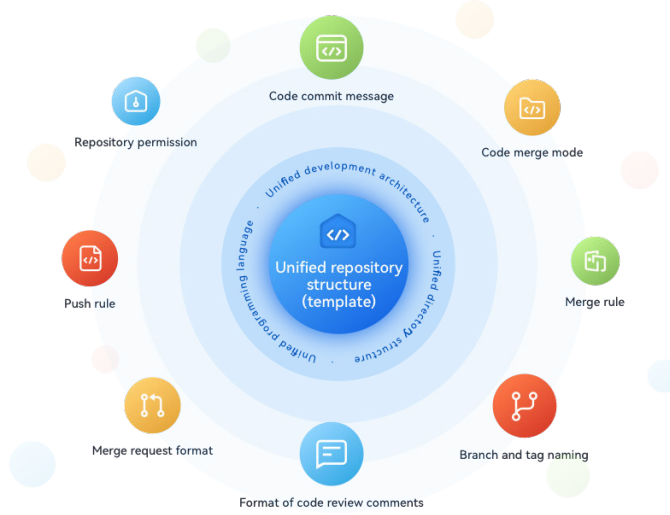 Code commit message
Repository permission
Code merge mode
Unified development architecture
·
Unified directory structure
·
Unified programing language
·
Unified repository
structure
(template)
Push rule
Merge rule
Merge request format
Branch and tag naming
Format of code review comments